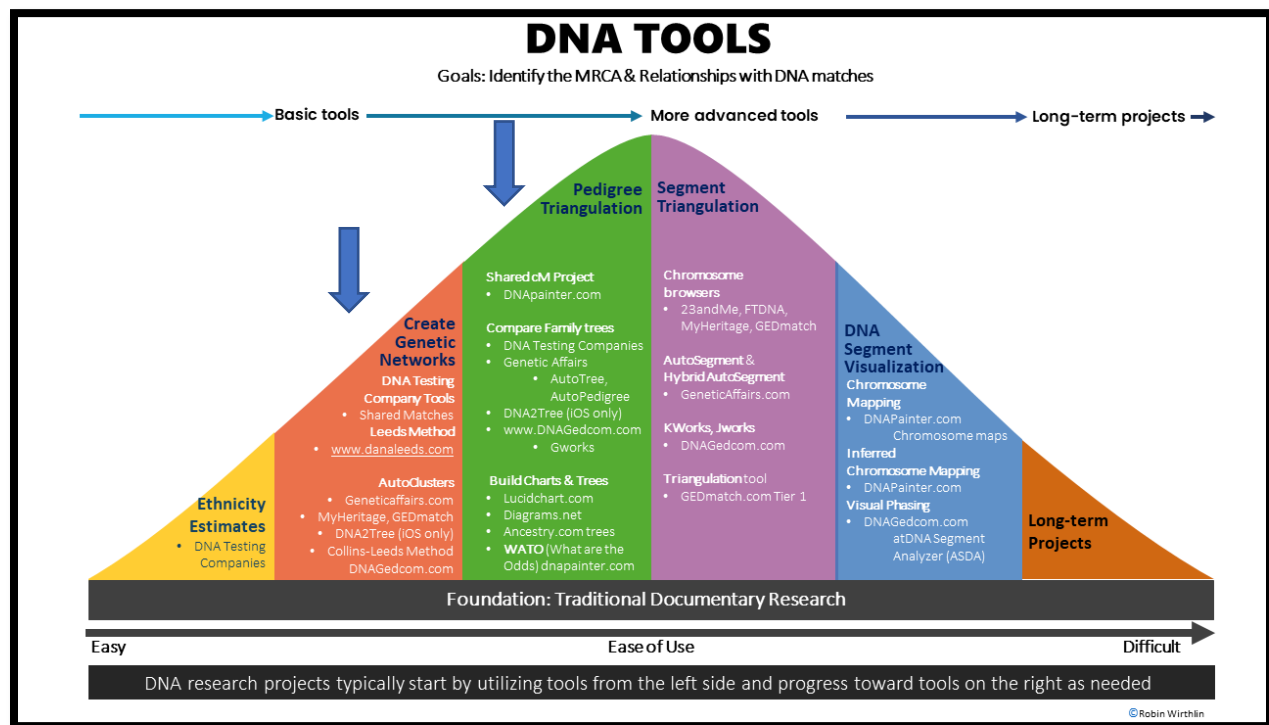 DNA TOOLS
Goals: Identify the MRCA & Relationships with DNA matches
Basic tools
More advanced tools
Long-term projects
Ethnicity
Estimates
• DNA Testing
Companies
Create
Genetic
Networks
DNA Testing
Company Tools
• Shared Matches
Leeds Method
• www.danaleeds.com
AutoClusters
• Geneticaffairs.com
• MyHeritage, GEDmatch
• DNA2Tree (iOS only)
• Collins-Leeds Method
DNAGedcom.com
Pedigree
Triangulation
Shared cM Project
• DNApainter.com
Compare Family trees
• DNA Testing Companies
• Genetic Affairs
• AutoTree,
AutoPedigree
• DNA2Tree (iOS only)
• www.DNAGedcom.com
• Gworks
Build Charts & Trees
• Lucidchart.com
• Diagrams.net
• Ancestry.com trees
• WATO (What are the
Odds) dnapainter.com
Segment
Triangulation
Chromosome
browsers
• 23andMe, FTDNA,
MyHeritage, GEDmatch
AutoSegment &
Hybrid AutoSegment
• GeneticAffairs.com
KWorks, Jworks
• DNAGedcom.com
Triangulation tool
• GEDmatch.com Tier 1
DNA
Segment
Visualization
Chromosome
Mapping
• DNAPainter.com
Chromosome maps
Inferred
Chromosome Mapping
• DNAPainter.com
Visual Phasing
• DNAGedcom.com
atDNA Segment
Analyzer (ASDA)
Long-term
Projects
Foundation: Traditional Documentary Research
Easy
Ease of Use
Difficult
DNA research projects typically start by utilizing tools from the left side and progress toward tools on the right as needed
©Robin Wirthlin